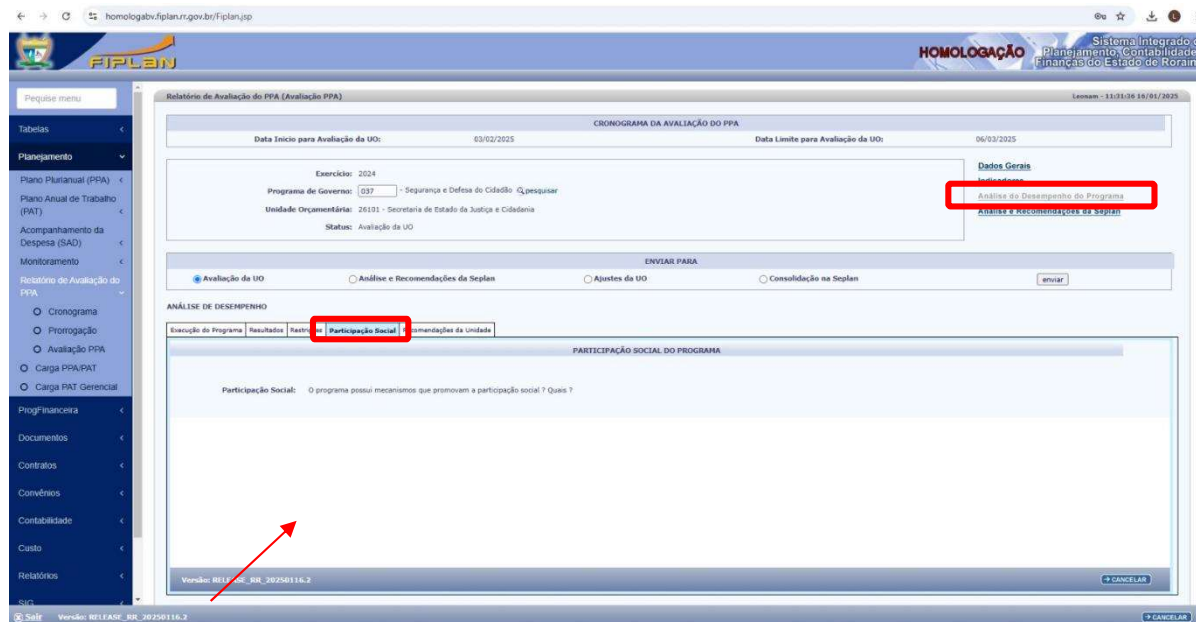 homologabv.fiplan.rr.gov.br/Fiplan.jsp
FIPLAN
HOMOLOGAÇÃO
Sistema Integrado
Planejamento, Contabilidade
Finanças do Estado de Rorain
Pequise menu
Relatório de Avaliação do PPA (Avaliação PPA)
Leonam - 11:31:36 16/01/2025
Tabelas
Planejamento
Plano Plurianual (PPA)
Plano Anual de Trabalho
(PAT)
Acompanhamento da
Despesa (SAD)
Monitoramento
Relatório de Avaliação do
PPA
Cronograma
Prorrogação
Avaliação PPA
Carga PPA/PAT
Carga PAT Gerencial
ProgFinanceira
Documentos
Contratos
Convênios
Contabilidade
Custo
Relatórios
SIG
CRONOGRAMA DA AVALIAÇÃO DO PPA
Data Início para Avaliação da UO: 03/02/2025 Data Limite para Avaliação da UO: 06/03/2025
Exercício: 2024
Programa de Governo: 037 - Segurança e Defesa do Cidadão pesquisar
Unidade Orçamentária: 26101 - Secretaria de Estado da Justiça e Cidadania
Status: Avaliação da UO
Dados Gerais
Indicadores
Análise do Desempenho do Programa
Análise e Recomendações da Seplan
ENVIAR PARA
Avaliação da UO Análise e Recomendações da Seplan Ajustes da UO Consolidação na Seplan enviar
ANÁLISE DE DESEMPENHO
Execução do Programa Resultados Participação Social Recomendações da Unidade
PARTICIPAÇÃO SOCIAL DO PROGRAMA
Participação Social: O programa possui mecanismos que promovam a participação social ? Quais ?
Versão: RELEASE_RR_20250116.2 CANCELAR
Sair Versão: RELEASE_RR_20250116.2 CANCELAR